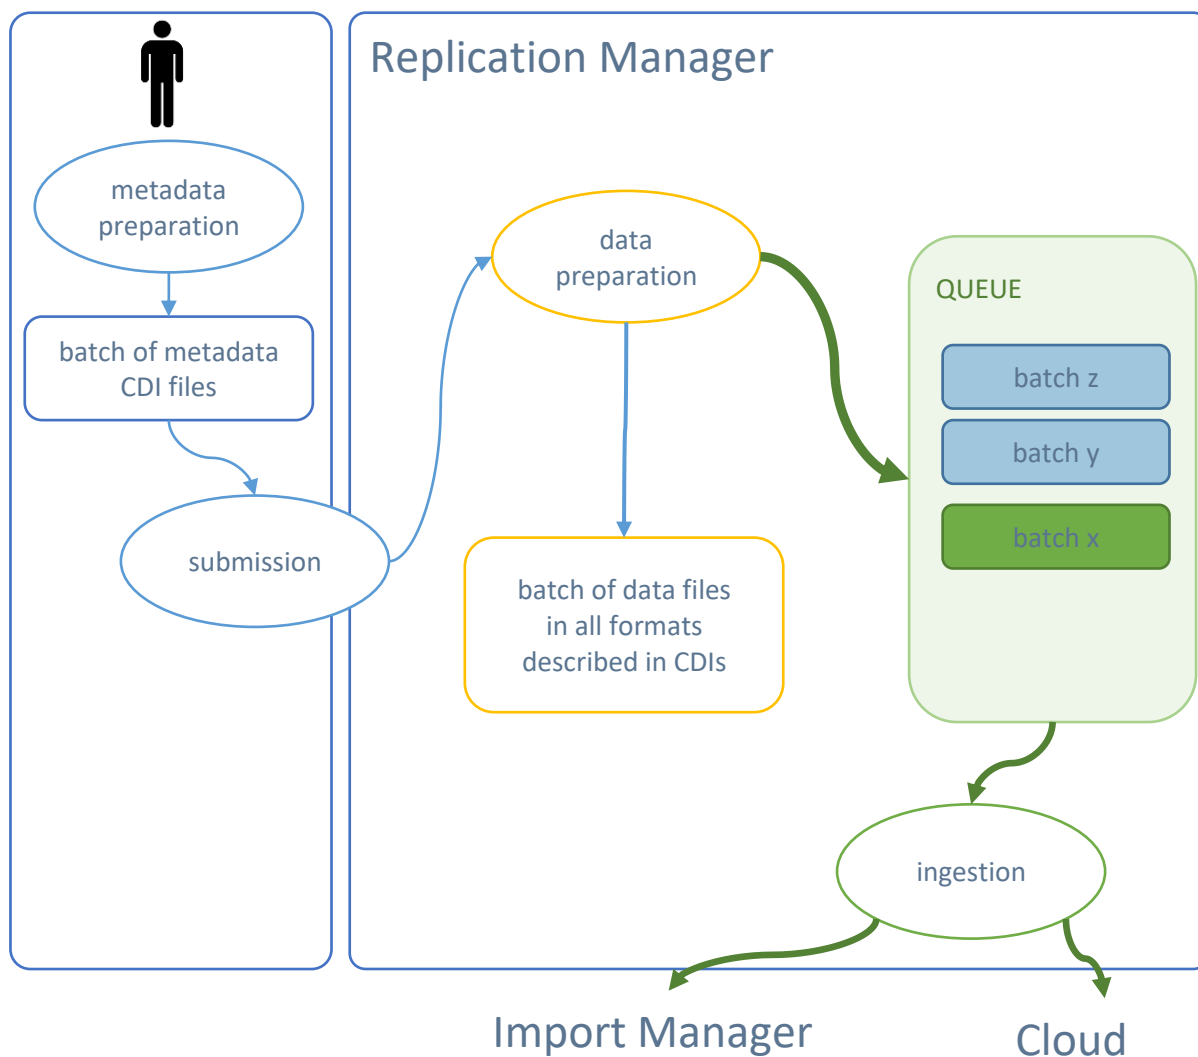 Replication Manager
metadata
preparation
batch of metadata
CDI files
submission
data
preparation
batch of data files
in all formats
described in CDIs
QUEUE
batch z
batch y
batch x
ingestion
Import Manager
Cloud